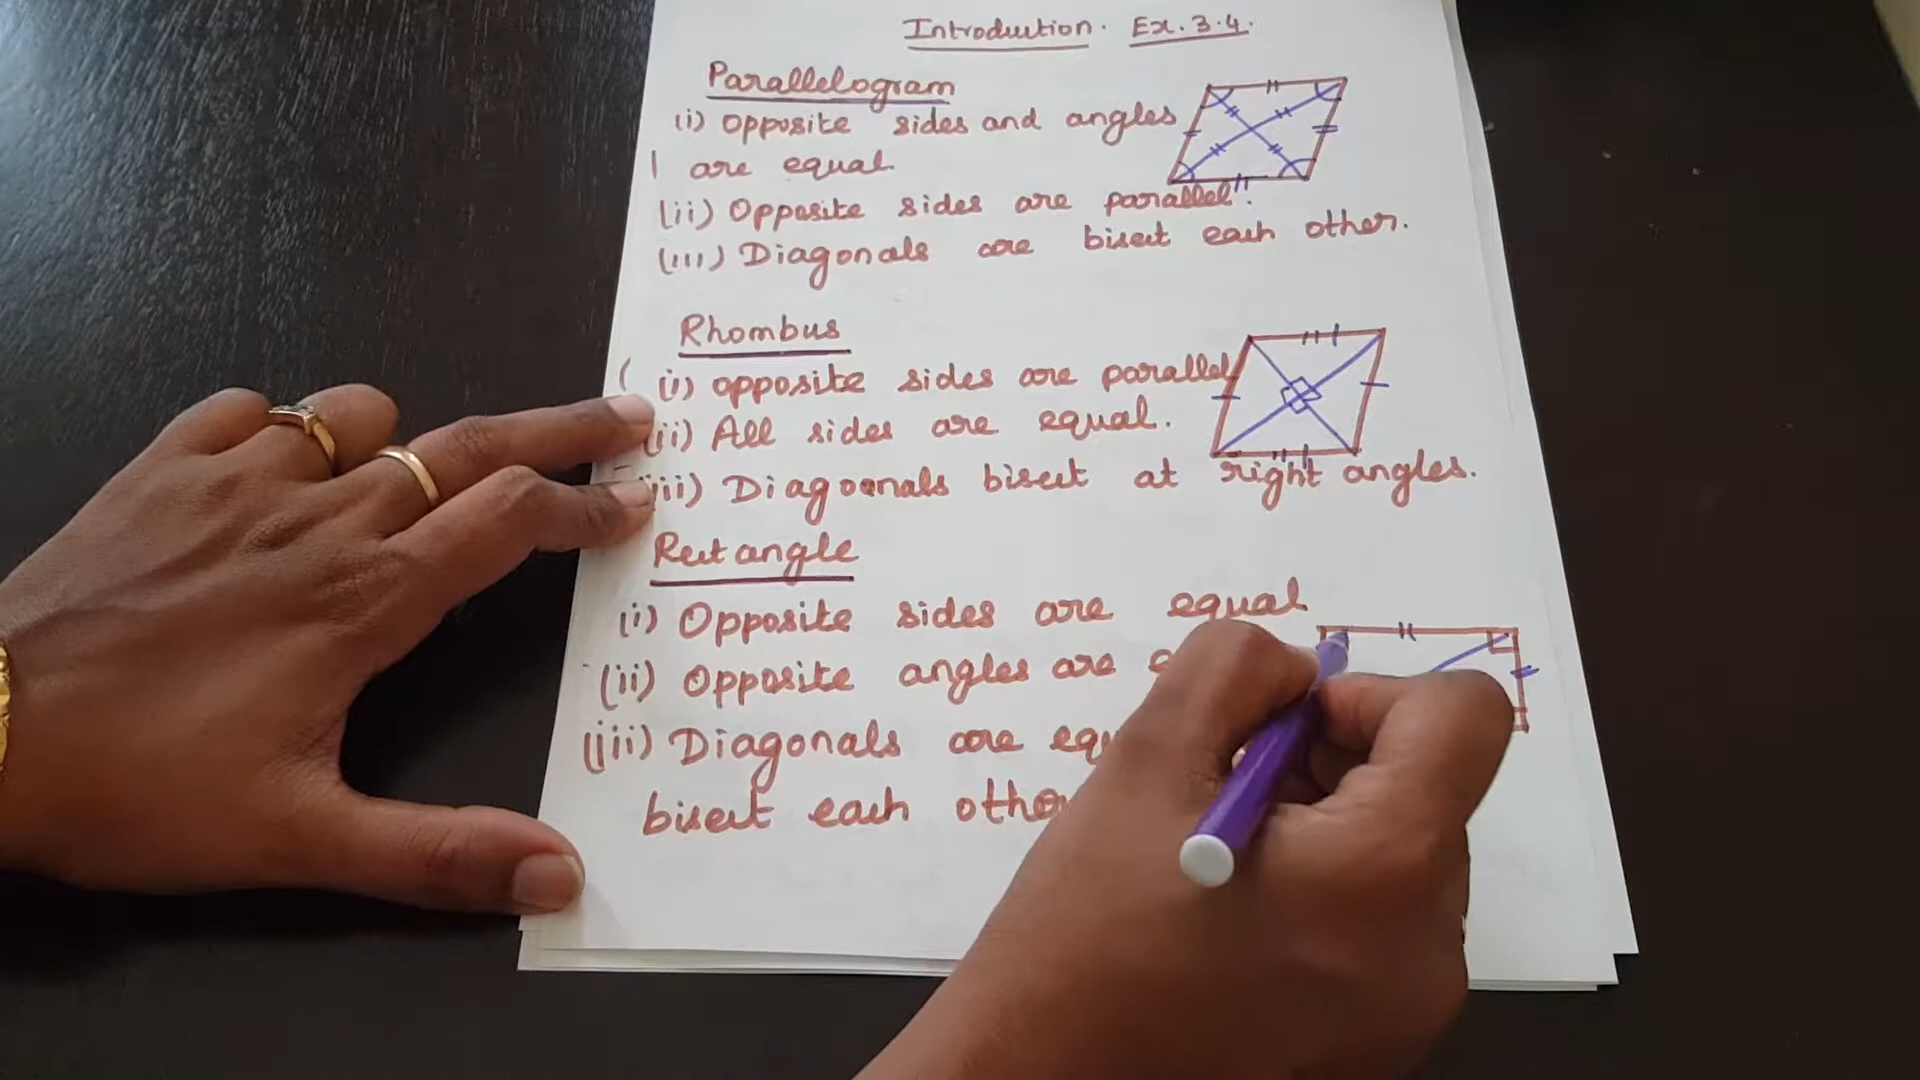 Introduction. Ex. 3.4.
Parallelogram
(i) Opposite sides and angles
are equal
(ii) Opposite sides are parallel.
(iii) Diagonals are bisect each other.
Rhombus
(i) opposite sides are parallel
(ii) All sides are equal.
(iii) Diagonals bisect at right angles.
Rectangle
(i) Opposite sides are equal
(ii) Opposite angles are
(iii) Diagonals are
bisect each other